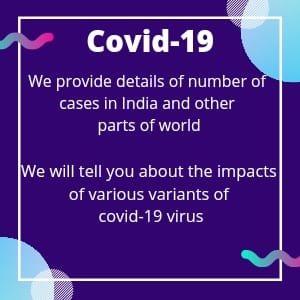 Covid-19
We provide details of number of
cases in India and other
parts of world
We will tell you about the impacts
of various variants of
covid-19 virus